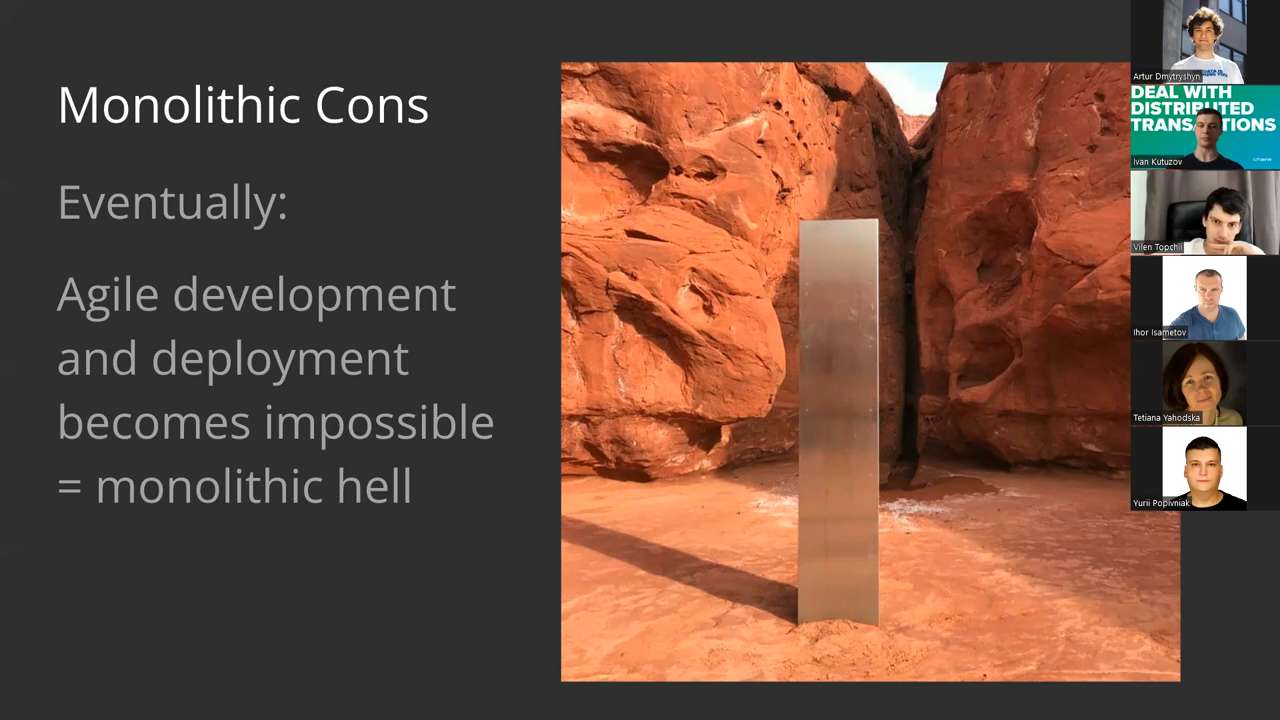 Monolithic Cons
Eventually:
Agile development
and deployment
becomes impossible
= monolithic hell
Artur Dmytryshyn
DEAL WITH
DISTRIBUTED
Ivan Kutuzov
Vilen Topchii
Ihor Isametov
Tetiana Yahodska
Yurii Popivniak